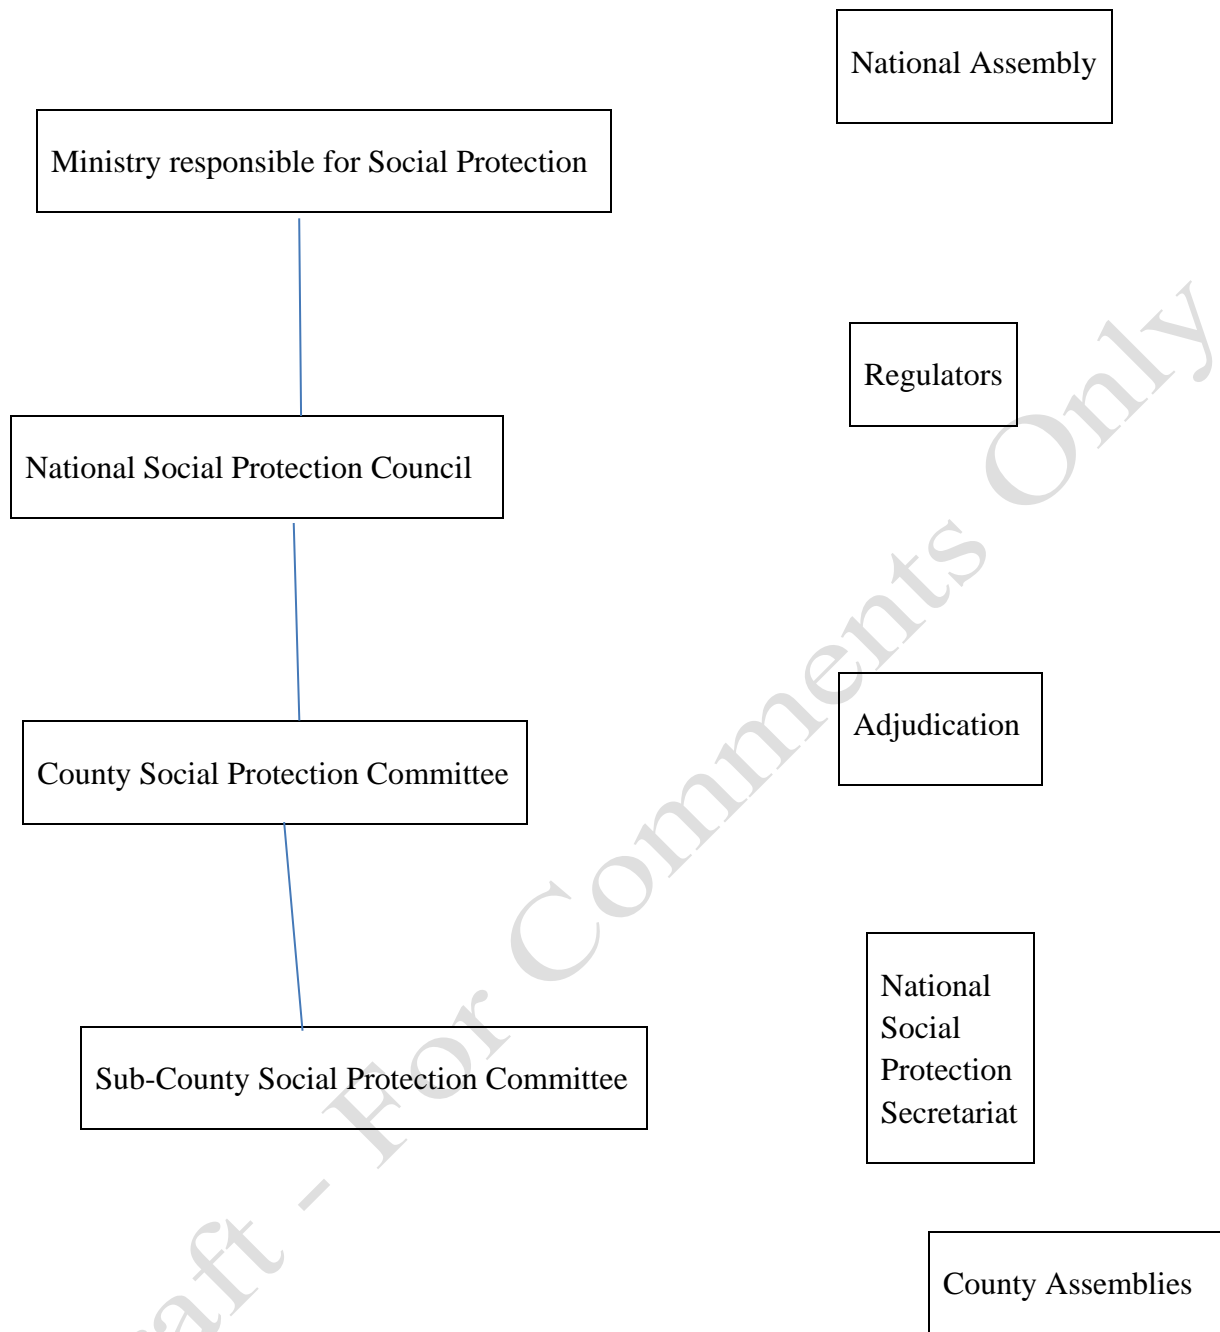 National Assembly
Ministry responsible for Social Protection
Regulators
National Social Protection Council
Adjudication
County Social Protection Committee
National
Social
Protection
Secretariat
Sub-County Social Protection Committee
County Assemblies
raft - For Comments Only